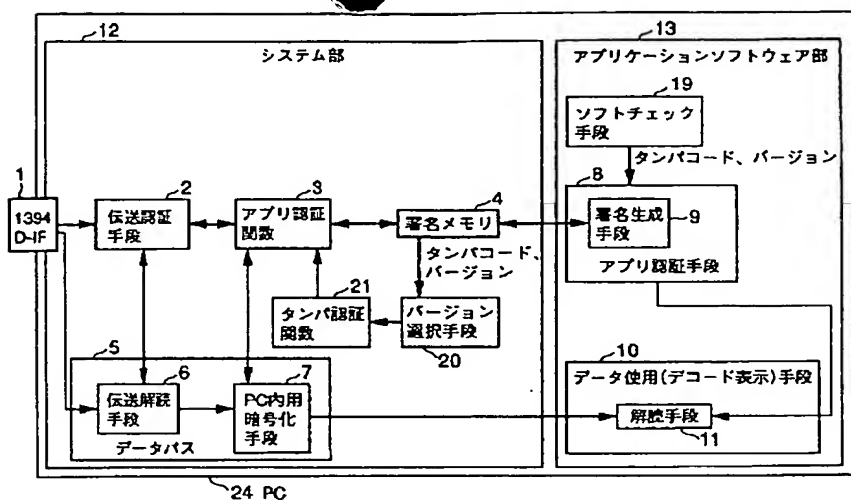 12
システム部
13
アプリケーションソフトウェア部
19
ソフトチェック
手段
タンパコード、バージョン
1
1394
D-IF
2
伝送認証
手段
3
アプリ認証
関数
4
署名メモリ
8
署名生成
手段
9
アプリ認証手段
タンパコード、
バージョン
21
タンパ認証
関数
バージョン
選択手段
20
5
6
伝送解読
手段
7
PC内用
暗号化
手段
データパス
10
データ使用(デコード表示)手段
解読手段
11
24 PC